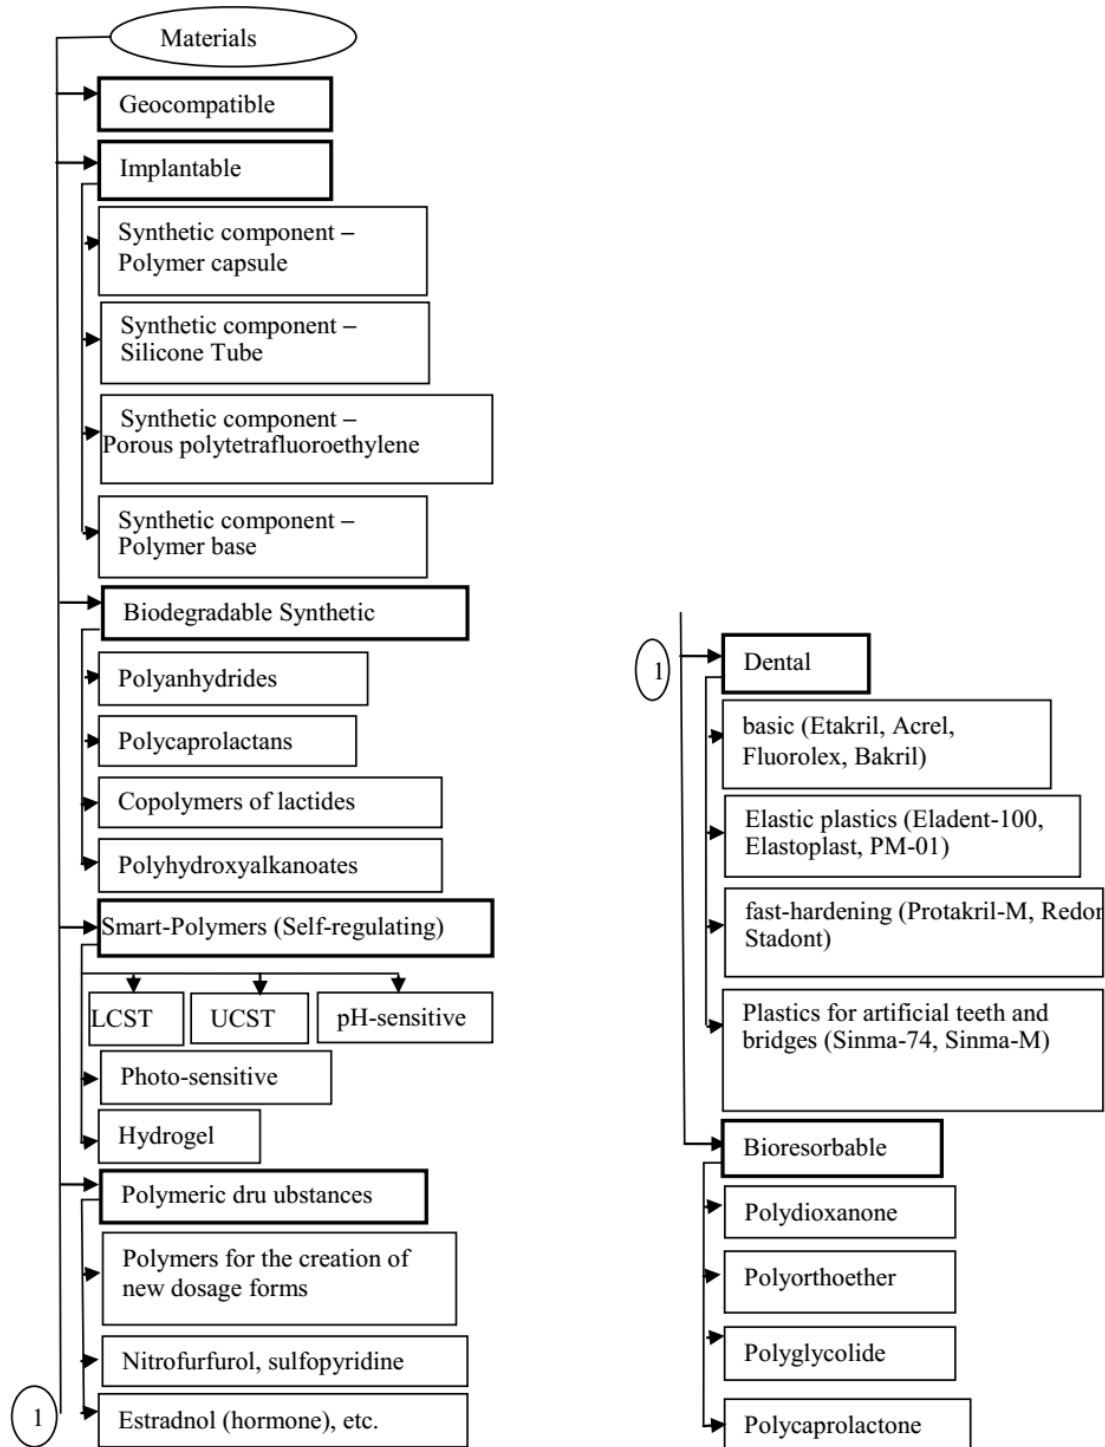 Materials
Geocompatible
Implantable
Synthetic component –
Polymer capsule
Synthetic component –
Silicone Tube
Synthetic component –
Porous polytetrafluoroethylene
Synthetic component –
Polymer base
Biodegradable Synthetic
Polyanhydrides
Polycaprolactans
Copolymers of lactides
Polyhydroxyalkanoates
Smart-Polymers (Self-regulating)
LCST
UCST
pH-sensitive
Photo-sensitive
Hydrogel
Polymeric dru ubstances
Polymers for the creation of
new dosage forms
Nitrofurfurol, sulfopyridine
Estradnol (hormone), etc.
1
1
Dental
basic (Etakril, Acrel,
Fluorolex, Bakril)
Elastic plastics (Eladent-100,
Elastoplast, PM-01)
fast-hardening (Protakril-M, Redon
Stadont)
Plastics for artificial teeth and
bridges (Sinma-74, Sinma-M)
Bioresorbable
Polydioxanone
Polyorthoether
Polyglycolide
Polycaprolactone